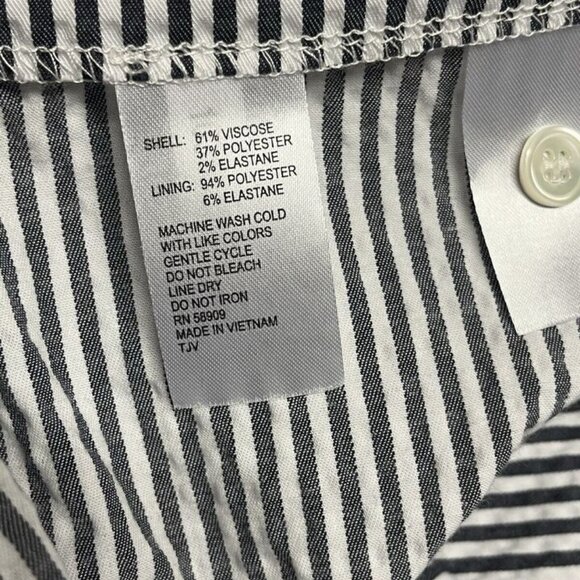 SHELL: 61% VISCOSE
37% POLYESTER
2% ELASTANE
LINING: 94% POLYESTER
6% ELASTANE
MACHINE WASH COLD
WITH LIKE COLORS
GENTLE CYCLE
DO NOT BLEACH
LINE DRY
DO NOT IRON
RN 58909
MADE IN VIETNAM
TJV